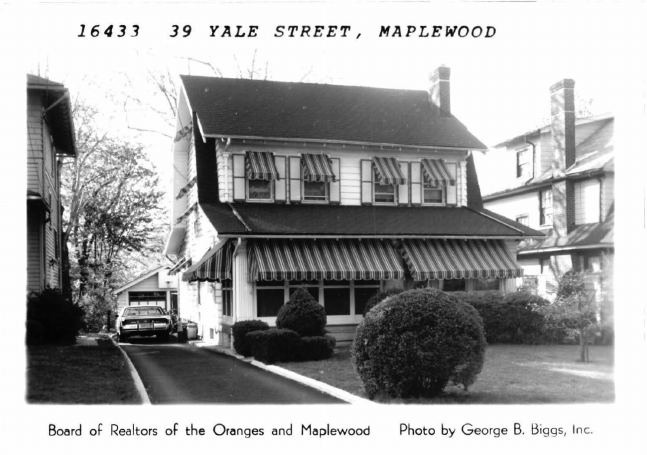 16433 39 YALE STREET, MAPLEWOOD
Board of Realtors of the Oranges and Maplewood Photo by George B. Biggs, Inc.